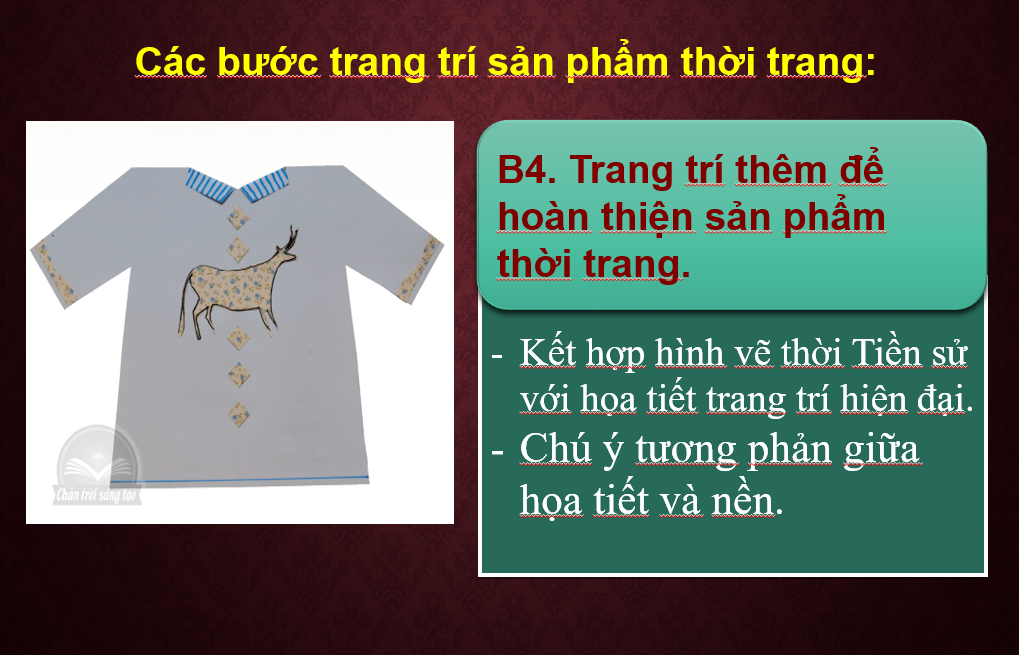 Các bước trang trí sản phẩm thời trang:
B4. Trang trí thêm để
hoàn thiện sản phẩm
thời trang.
- Kết hợp hình vẽ thời Tiền sử
với họa tiết trang trí hiện đại.
- Chú ý tương phản giữa
họa tiết và nền.
Chân trời sáng tạo